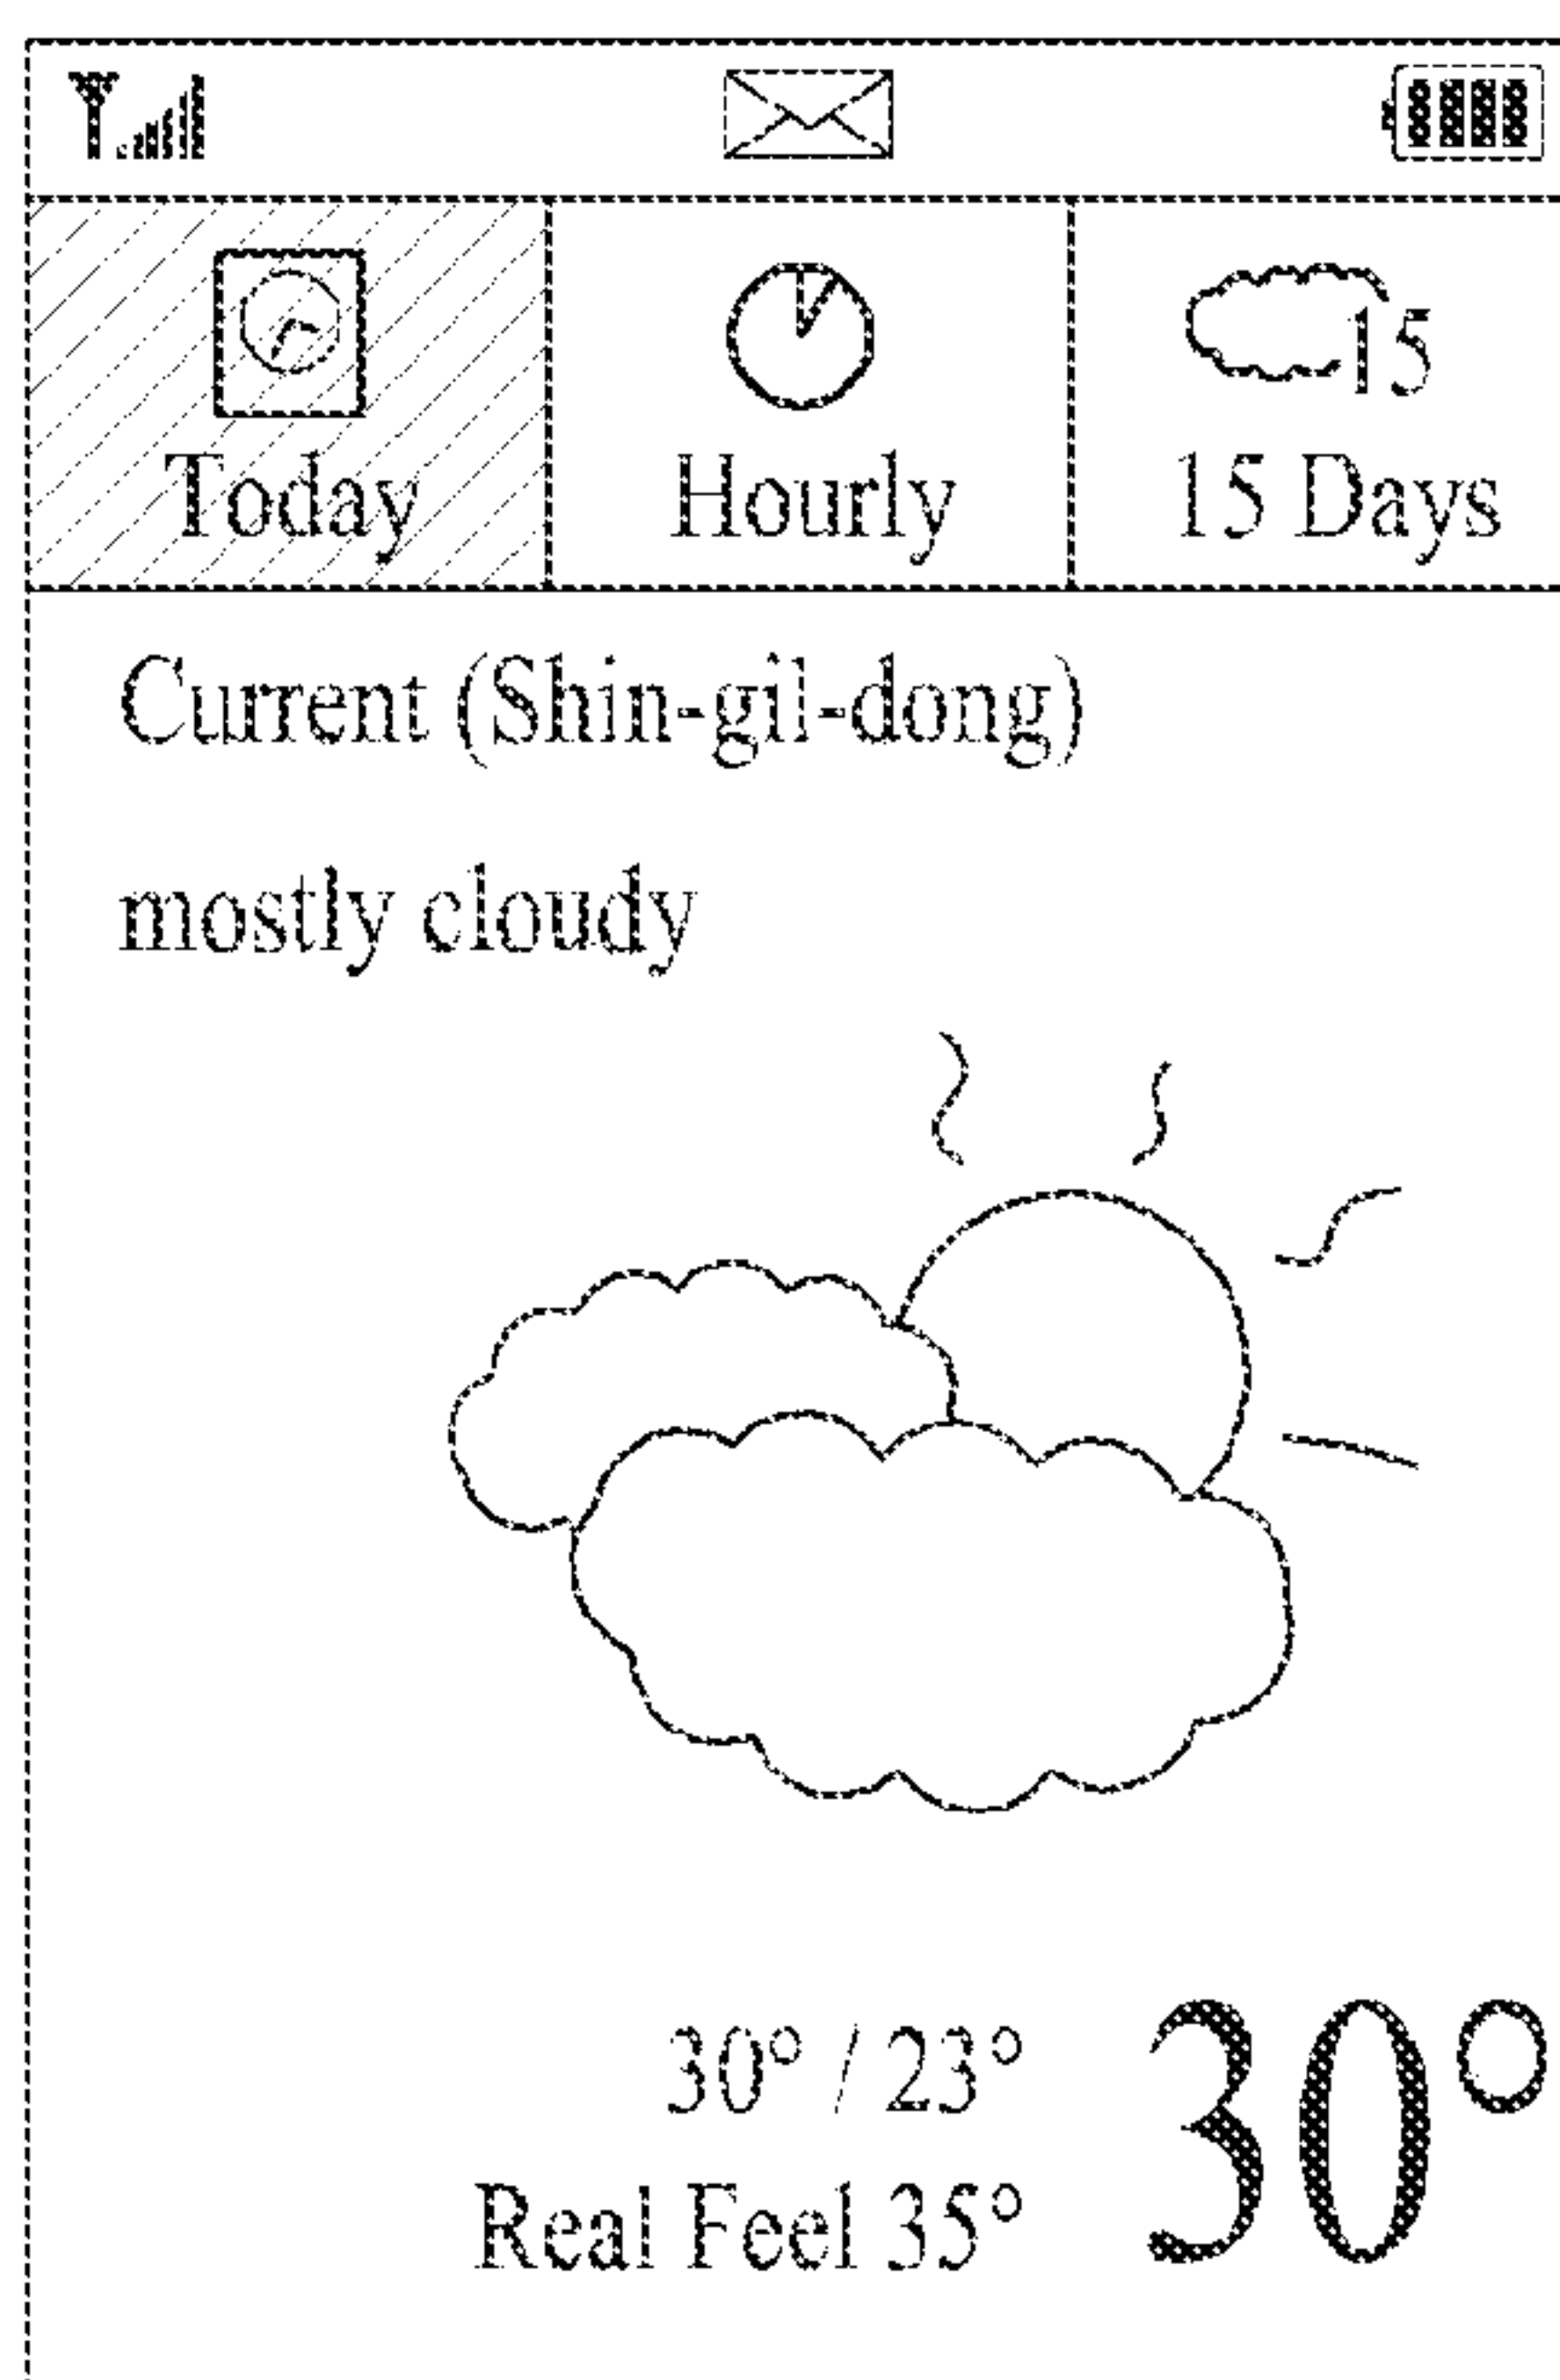 15
Today Hourly 15 Days
Current (Shin-gil-dong)
mostly cloudy
30° / 23°
Real Feel 35°
30°